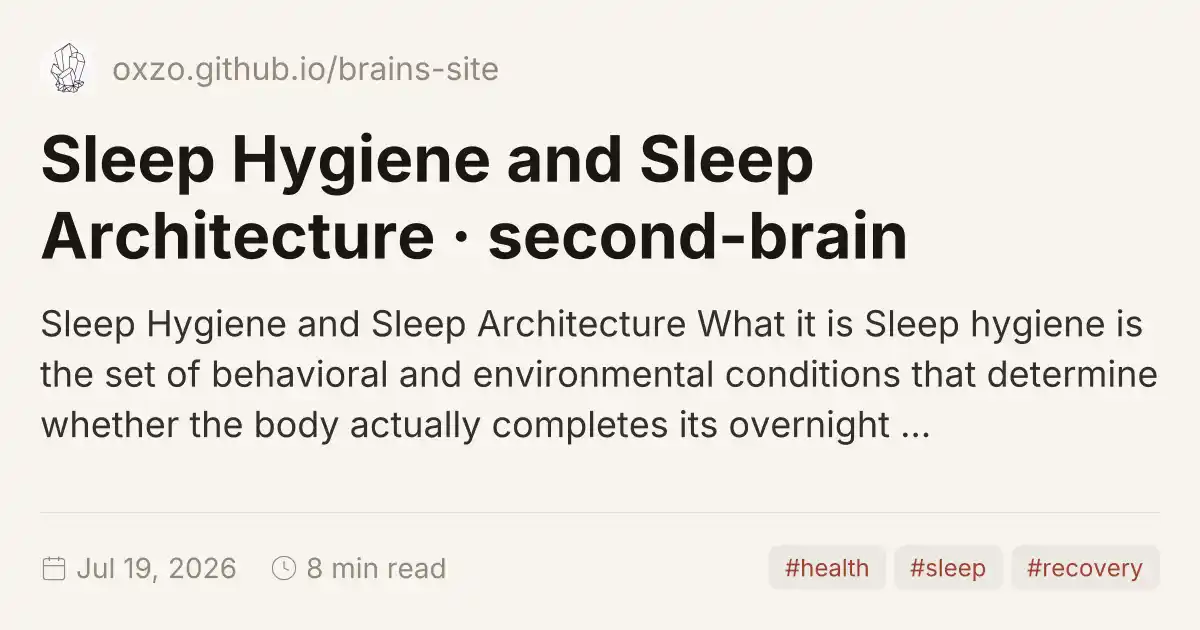 oxzo.github.io/brains-site
Sleep Hygiene and Sleep
Architecture · second-brain
Sleep Hygiene and Sleep Architecture What it is Sleep hygiene is
the set of behavioral and environmental conditions that determine
whether the body actually completes its overnight ...
Jul 19, 2026 8 min read #health #sleep #recovery